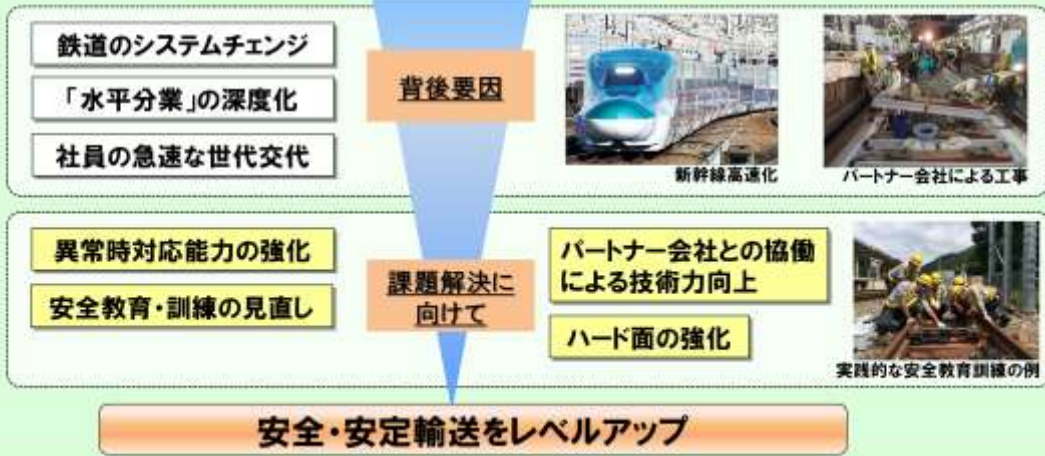 鉄道のシステムチェンジ
「水平分業」の深度化
社員の急速な世代交代
背後要因
新幹線高速化
パートナー会社による工事
異常時対応能力の強化
安全教育・訓練の見直し
課題解決に
向けて
パートナー会社との協働
による技術力向上
ハード面の強化
実践的な安全教育訓練の例
安全・安定輸送をレベルアップ